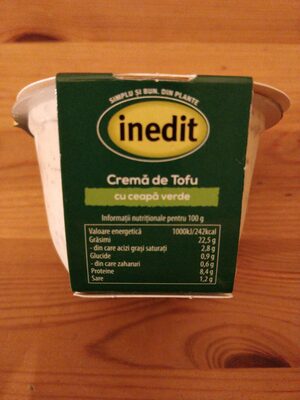 SIMPLU ȘI BUN. DIN PLANTE
inedit
Cremă de Tofu
cu ceapă verde
Informații nutriționale pentru 100 g
Valoare energetică 1000kJ/242kcal
Grăsimi 22,5 g
- din care acizi grași saturați 2,8 g
Glucide 0,9 g
- din care zaharuri 0,6 g
Proteine 8,4 g
Sare 1,2 g